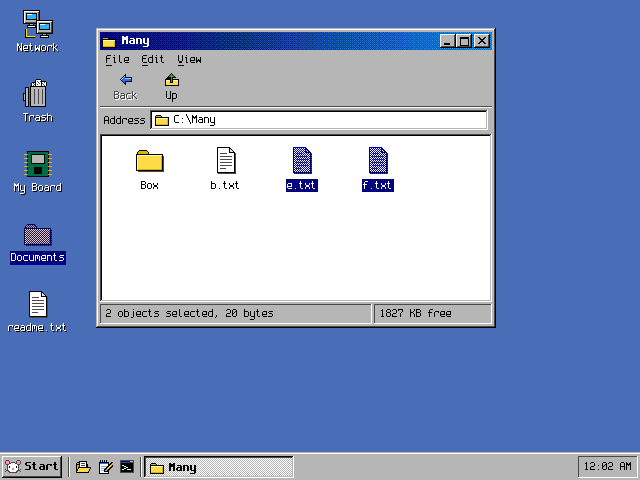 Network
Trash
My Board
Documents
readme.txt
Many
File Edit View
Back Up
Address C:\Many
Box b.txt e.txt f.txt
2 objects selected, 20 bytes 1827 KB free
Start Many 12:02 AM